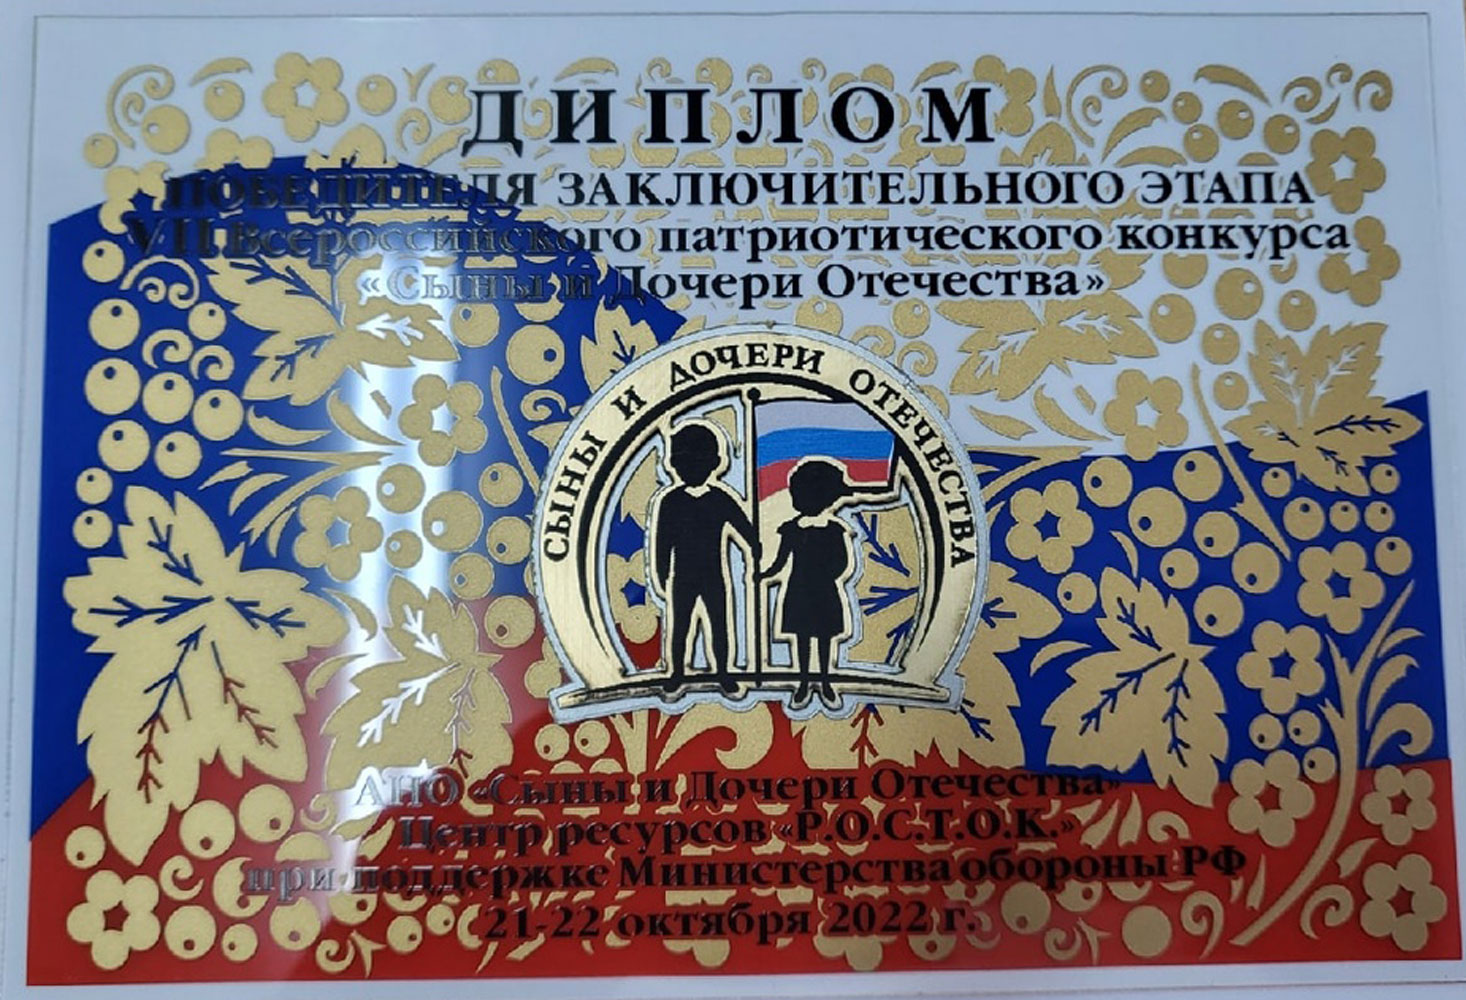 ДИПЛОМ
ПОБЕДИТЕЛЯ ЗАКЛЮЧИТЕЛЬНОГО ЭТАПА
VII Всероссийского патриотического конкурса
«Сыны и Дочери Отечества»
СЫНЫ И ДОЧЕРИ ОТЕЧЕСТВА
АНО «Сыны и Дочери Отечества»
Центр ресурсов «Р.О.С.Т.О.К.»
при поддержке Министерства обороны РФ
21-22 октября 2022 г.